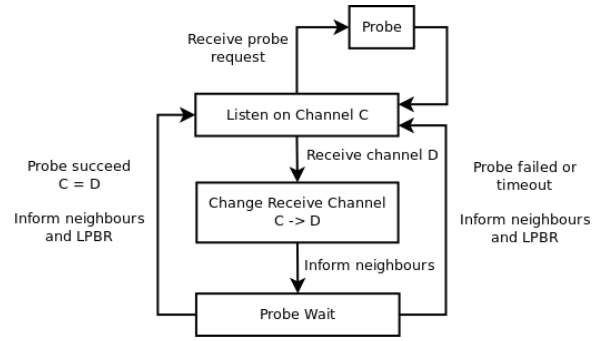 Probe
Receive probe
request
Listen on Channel C
Receive channel D
Probe succeed
C = D
Inform neighbours
and LPBR
Change Receive Channel
C -> D
Probe failed or
timeout
Inform neighbours
and LPBR
Inform neighbours
Probe Wait